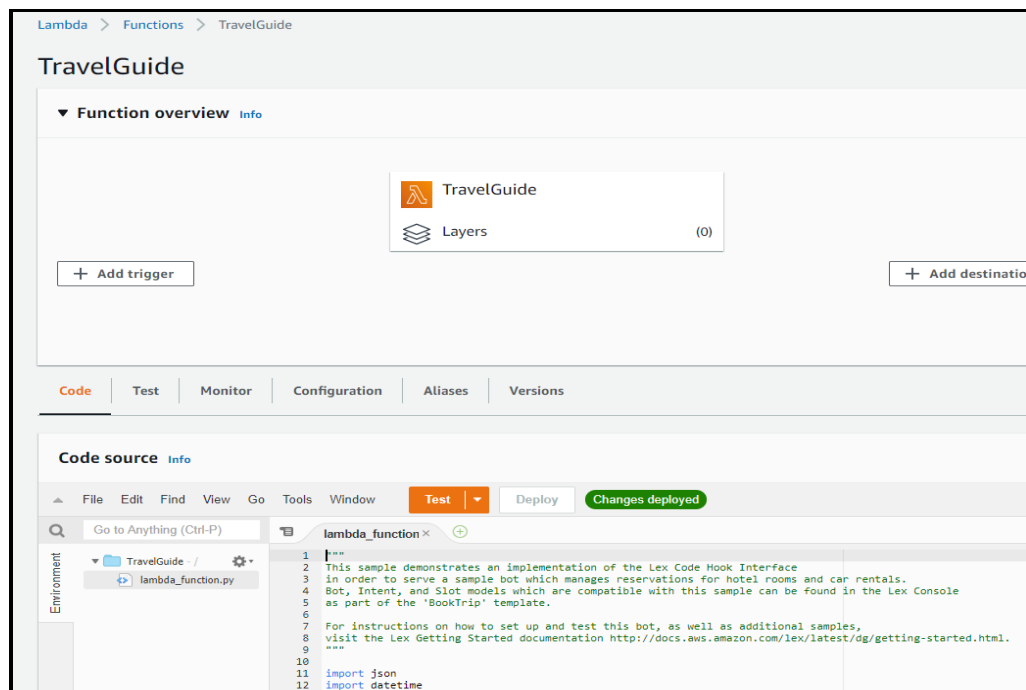 Lambda > Functions > TravelGuide
TravelGuide
Function overview Info
TravelGuide
Layers (0)
+ Add trigger
+ Add destinatio
Code Test Monitor Configuration Aliases Versions
Code source Info
File Edit Find View Go Tools Window Test Deploy Changes deployed
Go to Anything (Ctrl-P)
lambda_function ×
Environment
TravelGuide - /
lambda_function.py
1 """
2 This sample demonstrates an implementation of the Lex Code Hook Interface
3 in order to serve a sample bot which manages reservations for hotel rooms and car rentals.
4 Bot, Intent, and Slot models which are compatible with this sample can be found in the Lex Console
5 as part of the 'BookTrip' template.
6
7 For instructions on how to set up and test this bot, as well as additional samples,
8 visit the Lex Getting Started documentation http://docs.aws.amazon.com/lex/latest/dg/getting-started.html.
9 """
10
11 import json
12 import datetime